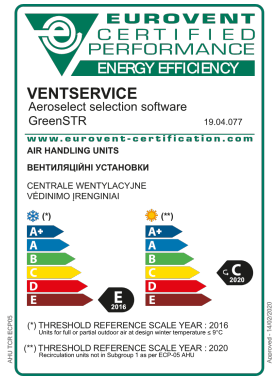 EUROVENT
CERTIFIED
PERFORMANCE
ENERGY EFFICIENCY
VENTSERVICE
Aeroselect selection software
GreenSTR 19.04.077
www.eurovent-certification.com
AIR HANDLING UNITS
ВЕНТИЛЯЦІЙНІ УСТАНОВКИ
CENTRALE WENTYLACYJNE
VĖDINIMO ĮRENGINIAI
(*) (**)
A+ A+
A A
B B
C C
D D
E E
E
2016
C
2020
(*) THRESHOLD REFERENCE SCALE YEAR : 2016
Units for full or partial outdoor air at design winter temperature ≤ 9°C
(**) THRESHOLD REFERENCE SCALE YEAR : 2020
Recirculation units not in Subgroup 1 as per ECP-05 AHU
AHU TCR ECP05
Approved - 14/02/2020